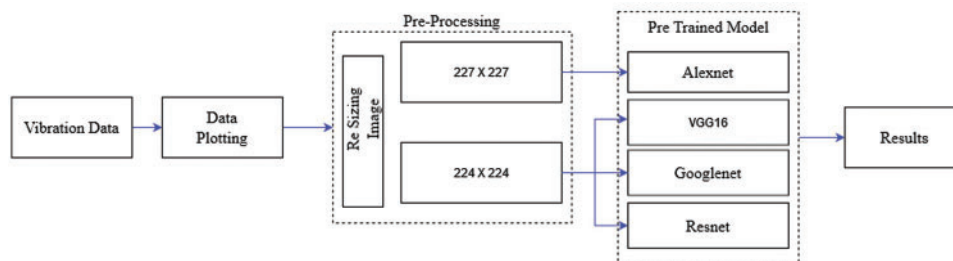 Pre-Processing
Pre Trained Model
Vibration Data
Data
Plotting
Re Sizing
Image
227 X 227
224 X 224
Alexnet
VGG16
Googlenet
Resnet
Results